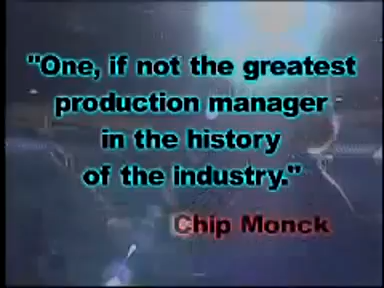 "One, if not the greatest
production manager
in the history
of the industry."
Chip Monck